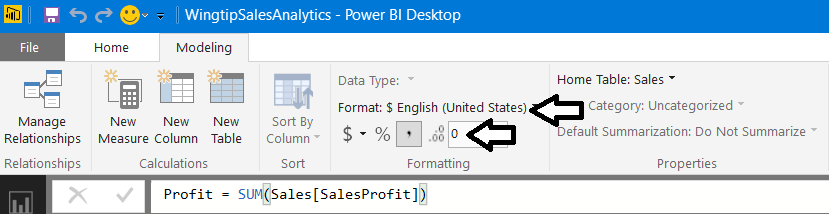 WingtipSalesAnalytics - Power BI Desktop
File Home Modeling
Manage Relationships
New Measure
New Column
New Table
Sort By Column
Data Type:
Format: $ English (United States)
$ % , .0 .00 0
Home Table: Sales
Category: Uncategorized
Default Summarization: Do Not Summarize
Relationships Calculations Sort Formatting Properties
Profit = SUM(Sales[SalesProfit])